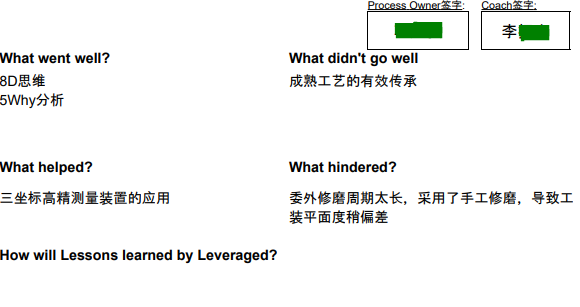 Process Owner签字: Coach签字:
李
What went well? What didn't go well
8D思维 成熟工艺的有效传承
5Why分析
What helped? What hindered?
三坐标高精测量装置的应用 委外修磨周期太长，采用了手工修磨，导致工
装平面度稍偏差
How will Lessons learned by Leveraged?